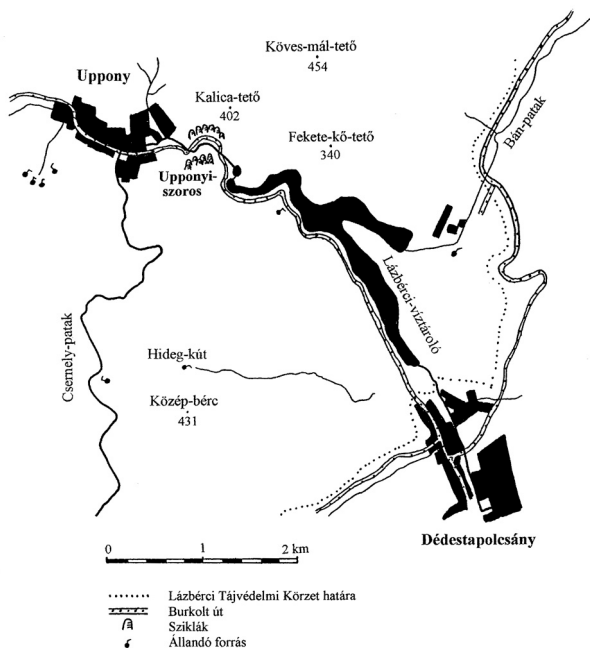 Köves-mál-tető
454
Uppony
Kalica-tető
402
Fekete-kő-tető
340
Bán-patak
Upponyi-
szoros
Lázbérci-víztároló
Csernely-patak
Hideg-kút
Közép-bérc
431
Dédestapolcsány
0 1 2 km
Lázbérci Tájvédelmi Körzet határa
Burkolt út
Sziklák
Állandó forrás